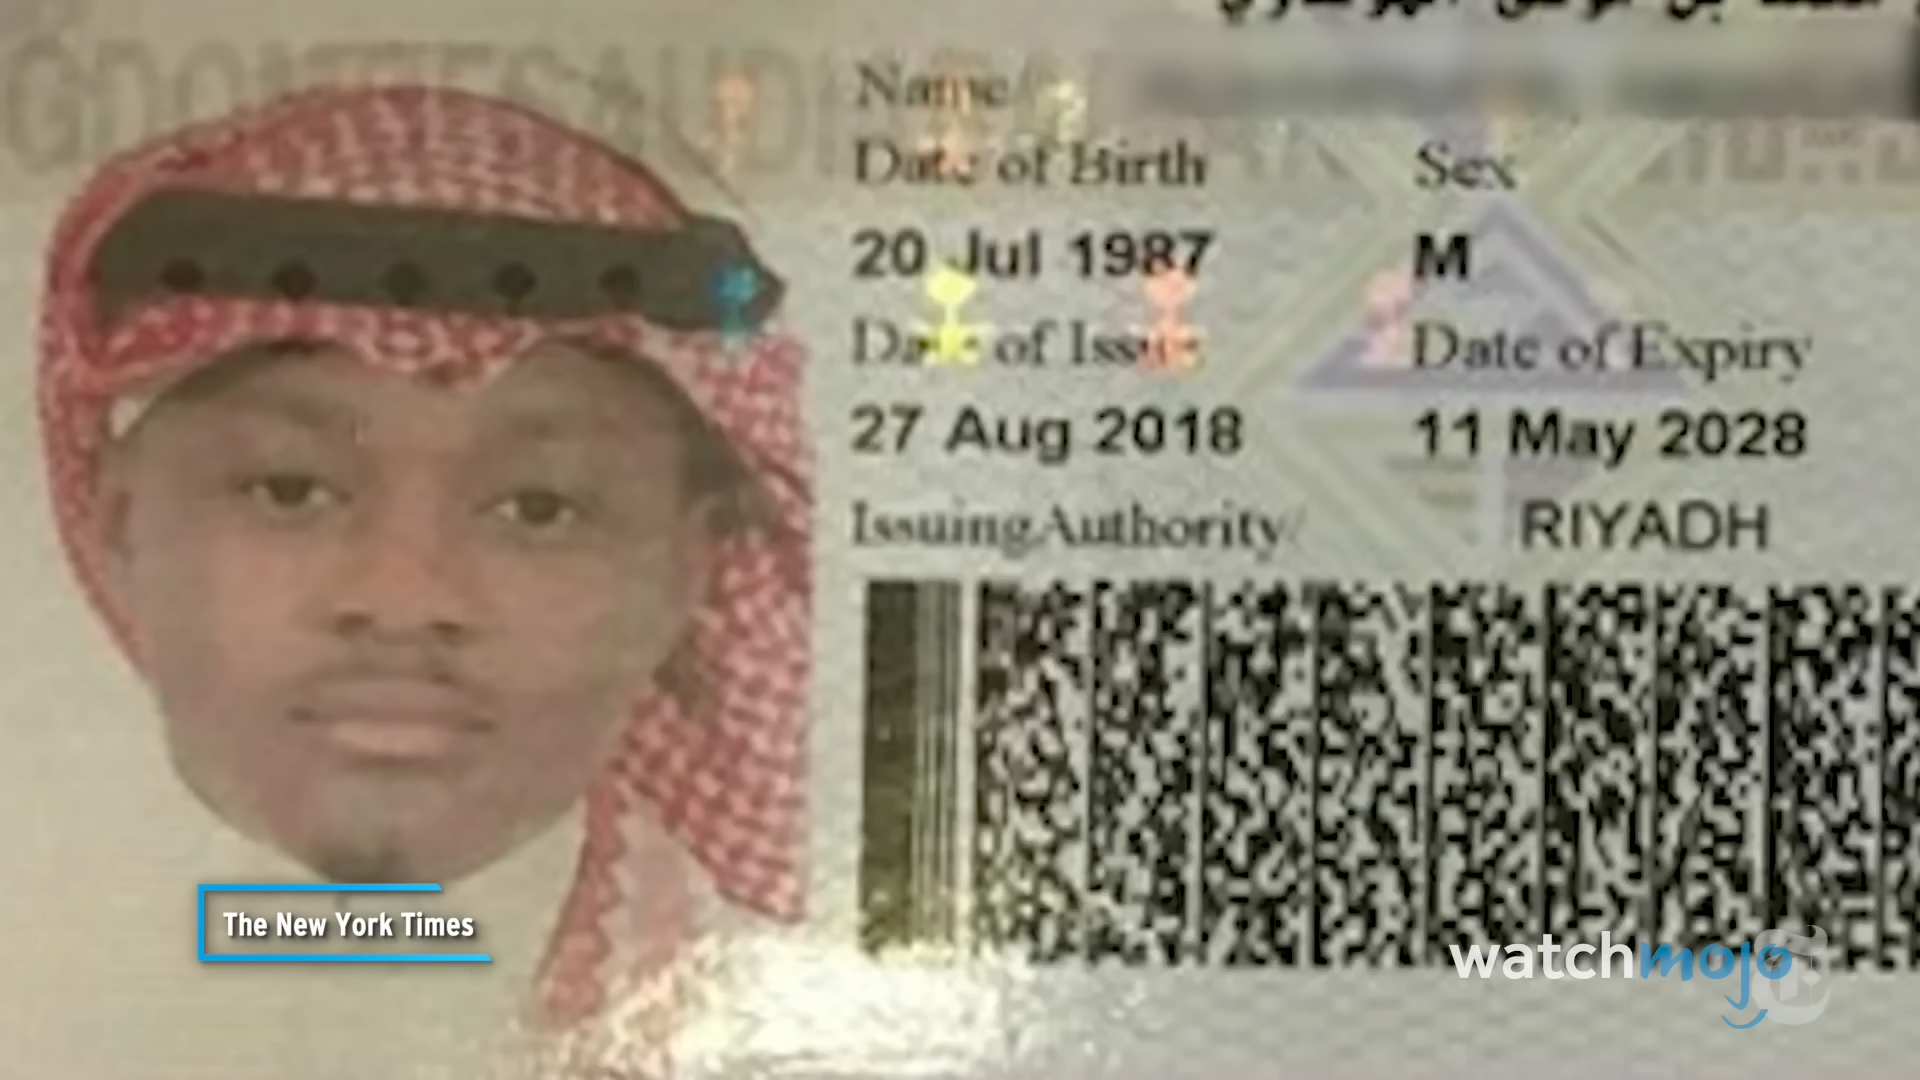 Name/
Date of Birth Sex
20 Jul 1987 M
Date of Issue Date of Expiry
27 Aug 2018 11 May 2028
Issuing Authority/ RIYADH
The New York Times
watchmojo